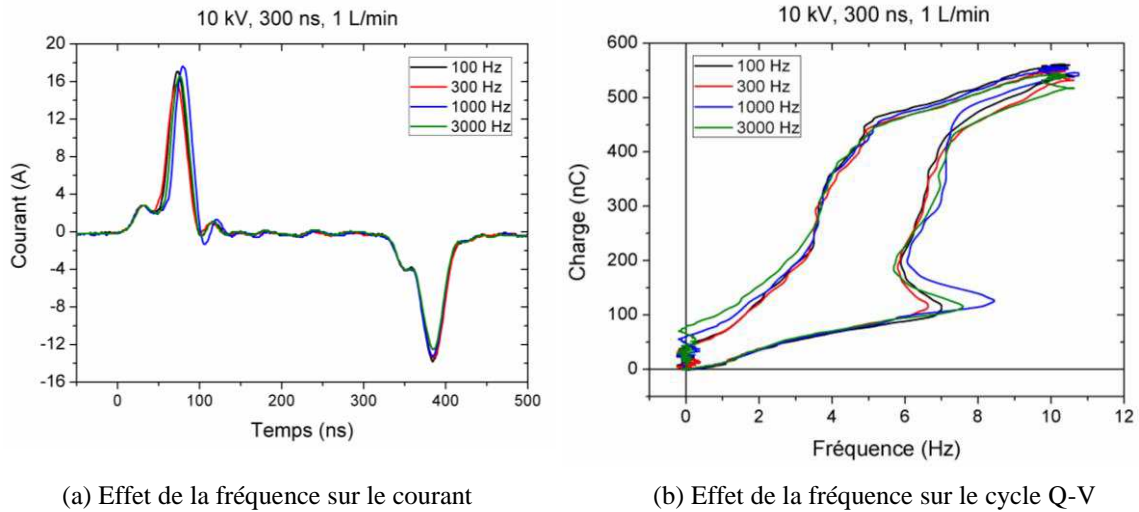 10 kV, 300 ns, 1 L/min
20
16
12
8
4
0
-4
-8
-12
-16
Courant (A)
100 Hz
300 Hz
1000 Hz
3000 Hz
0
100
200
300
400
500
Temps (ns)
(a) Effet de la fréquence sur le courant
10 kV, 300 ns, 1 L/min
600
500
400
300
200
100
0
Charge (nC)
100 Hz
300 Hz
1000 Hz
3000 Hz
0
2
4
6
8
10
12
Fréquence (Hz)
(b) Effet de la fréquence sur le cycle Q-V